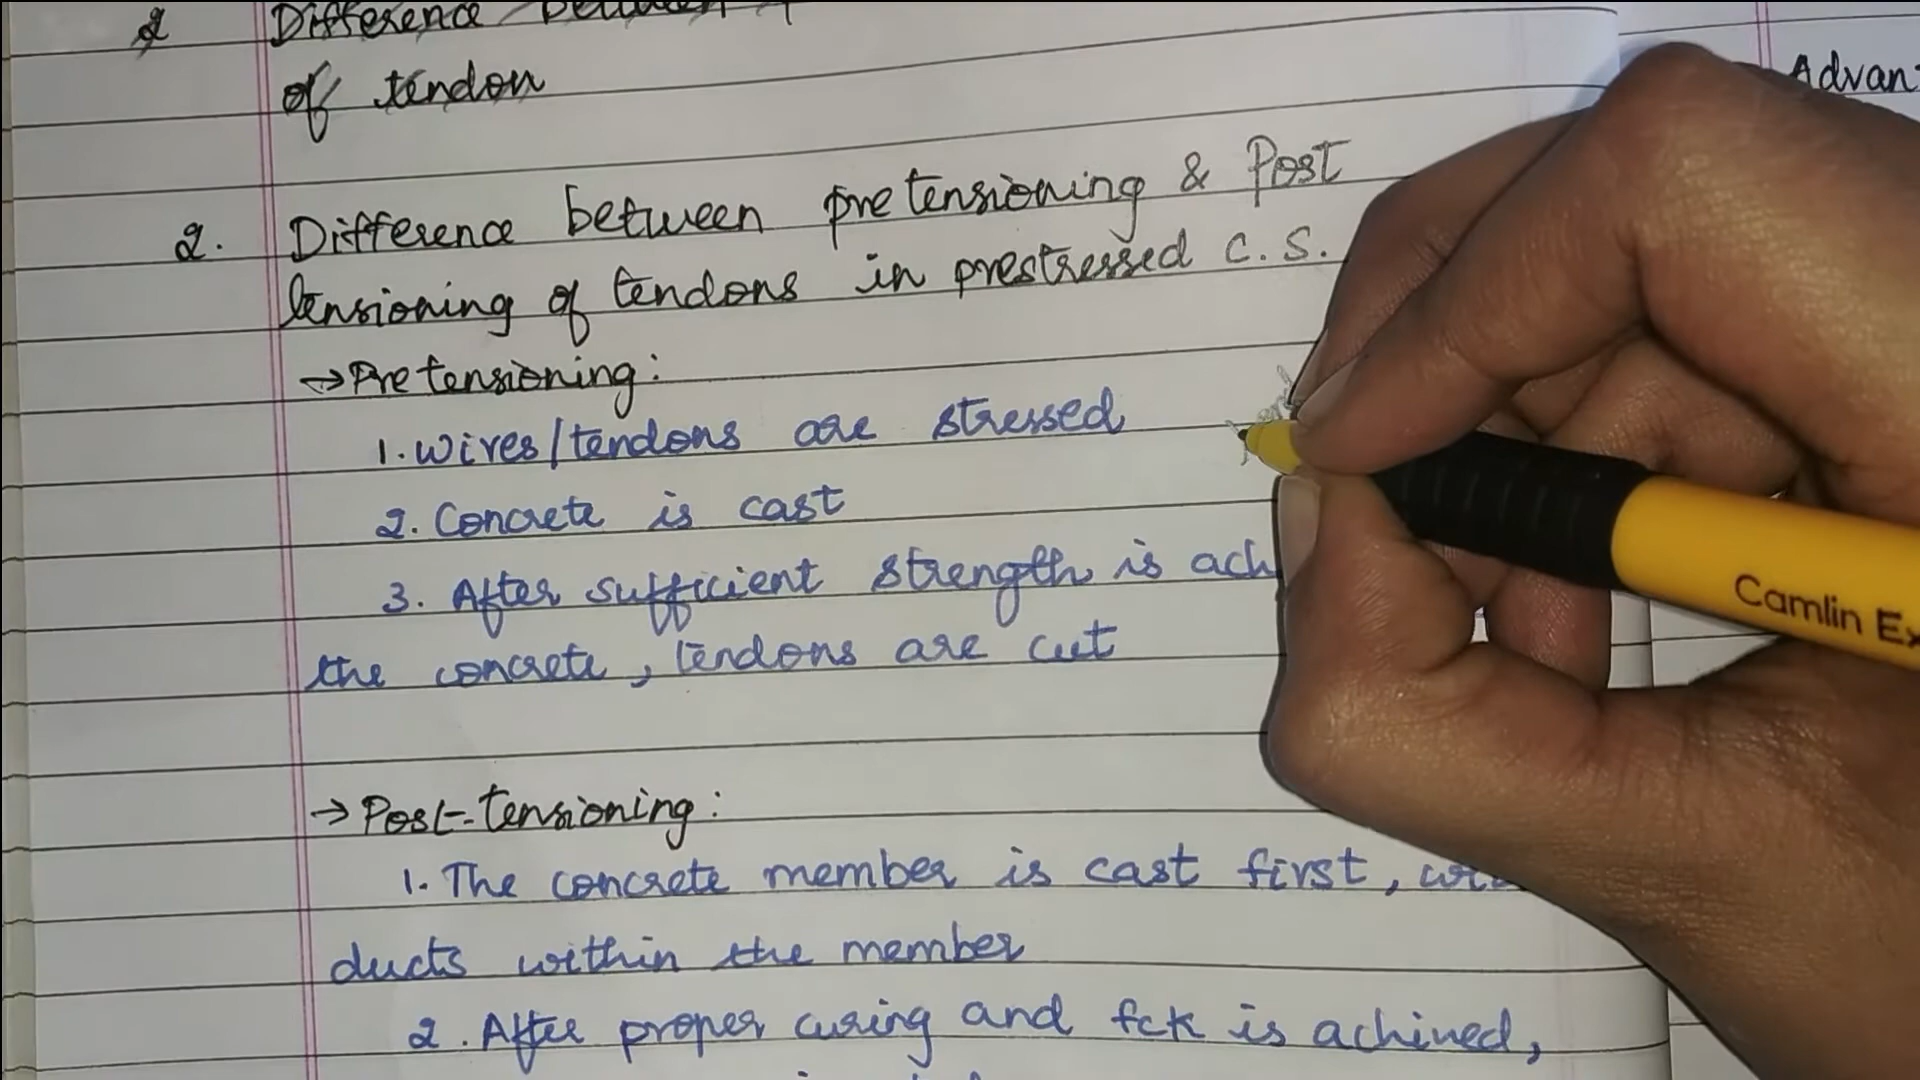 2 Difference between
of tendon
2. Difference between pretensioning & Post
tensioning of tendons in prestressed C.S.
→ Pretensioning:
1. Wires/tendons are stressed
2. Concrete is cast
3. After sufficient strength is ach
the concrete, tendons are cut
→ Post-tensioning:
1. The concrete member is cast first,
ducts within the member
2. After proper curing and fck is achived,
Advan
Camlin Ex